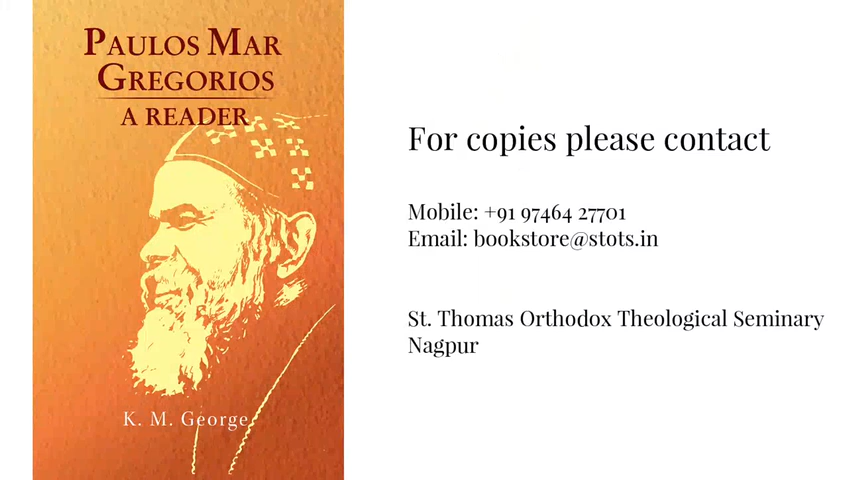 PAULOS MAR
GREGORIOS
A READER
K. M. George
For copies please contact
Mobile: +91 97464 27701
Email: bookstore@stots.in
St. Thomas Orthodox Theological Seminary
Nagpur